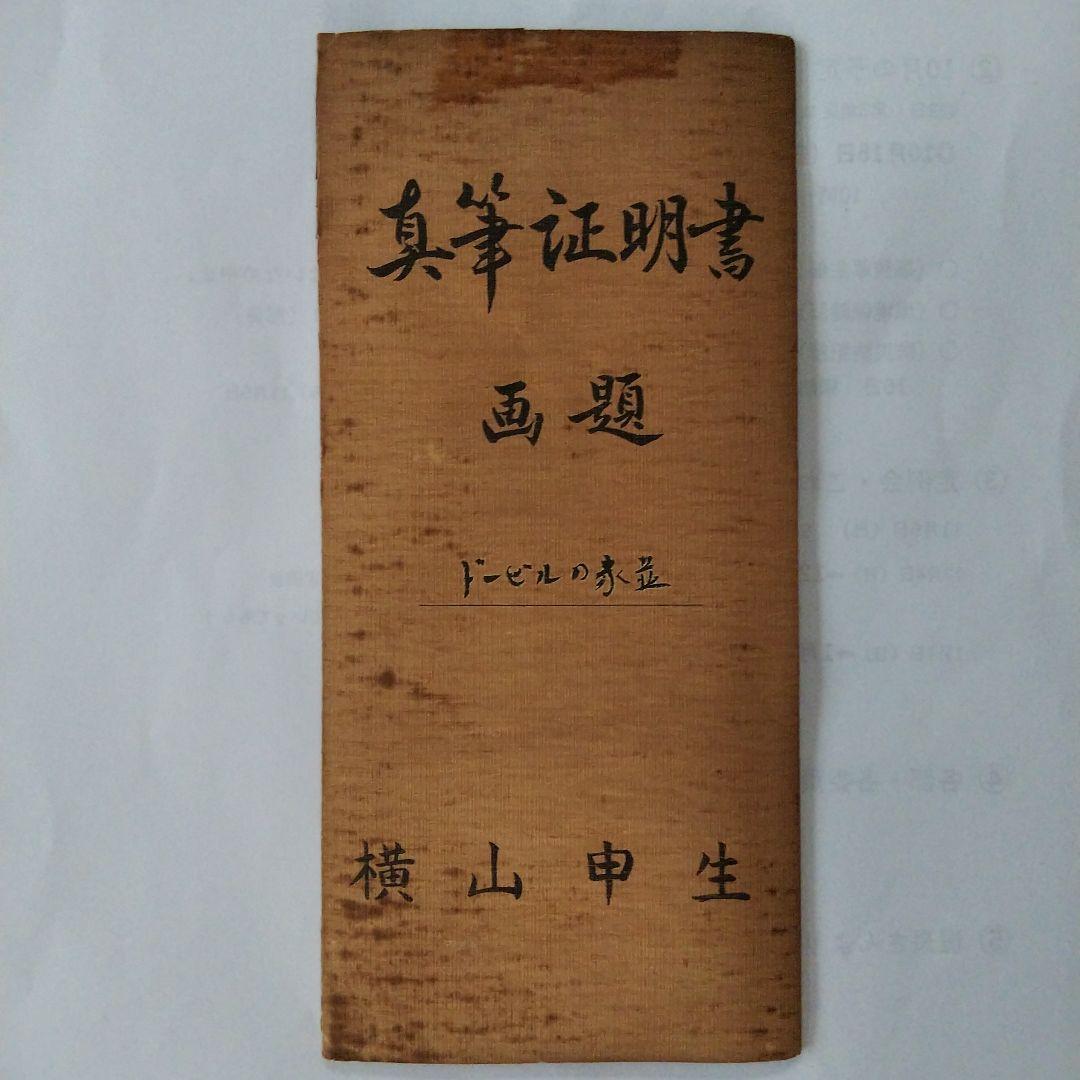 真筆証明書
画題
ドービルの家並
横山申生